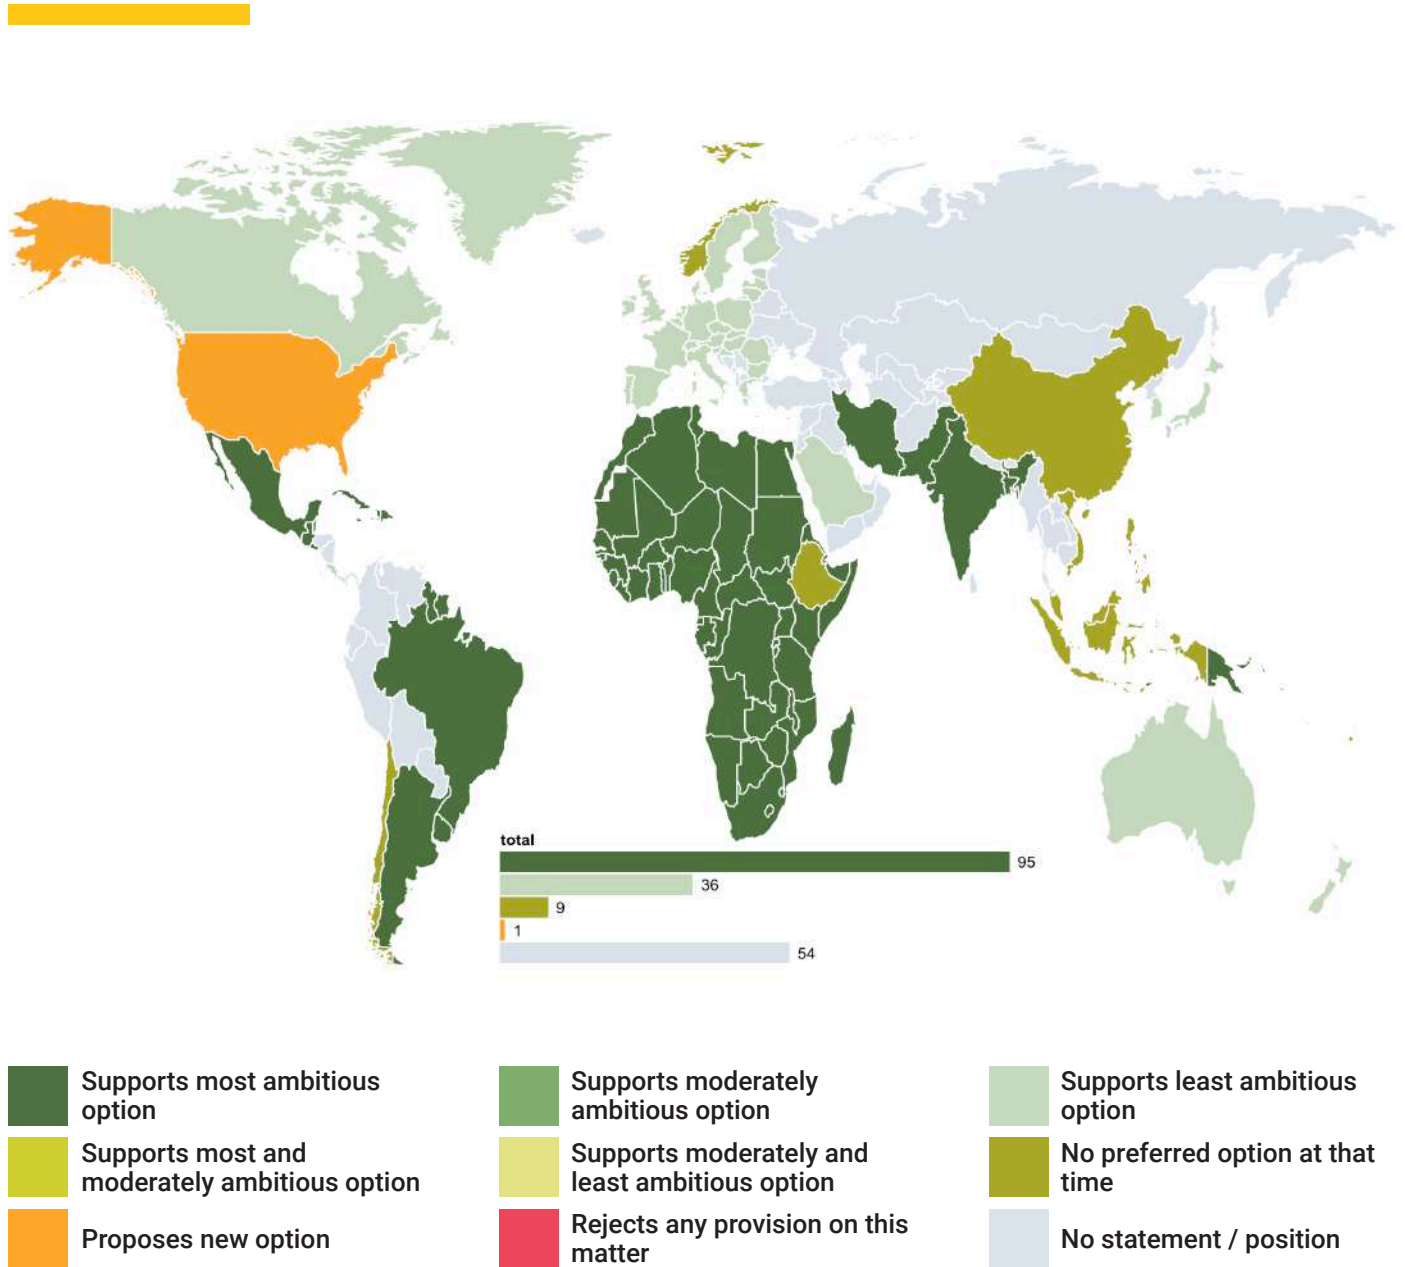 total
95
36
9
1
54
Supports most ambitious
option
Supports moderately
ambitious option
Supports least ambitious
option
Supports most and
moderately ambitious option
Supports moderately and
least ambitious option
No preferred option at that
time
Proposes new option
Rejects any provision on this
matter
No statement / position